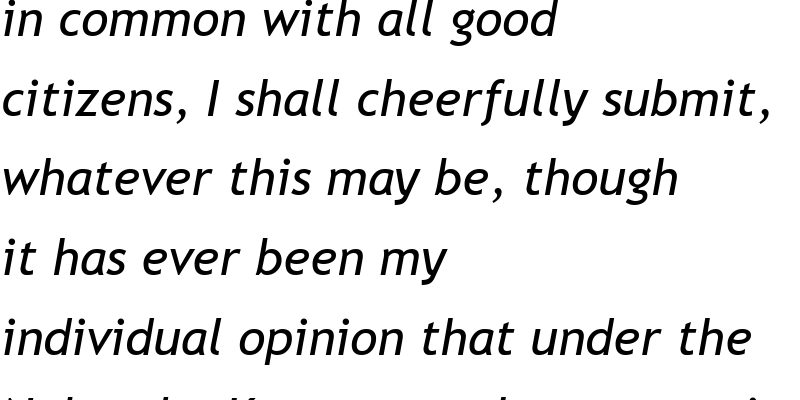 in common with all good
citizens, I shall cheerfully submit,
whatever this may be, though
it has ever been my
individual opinion that under the